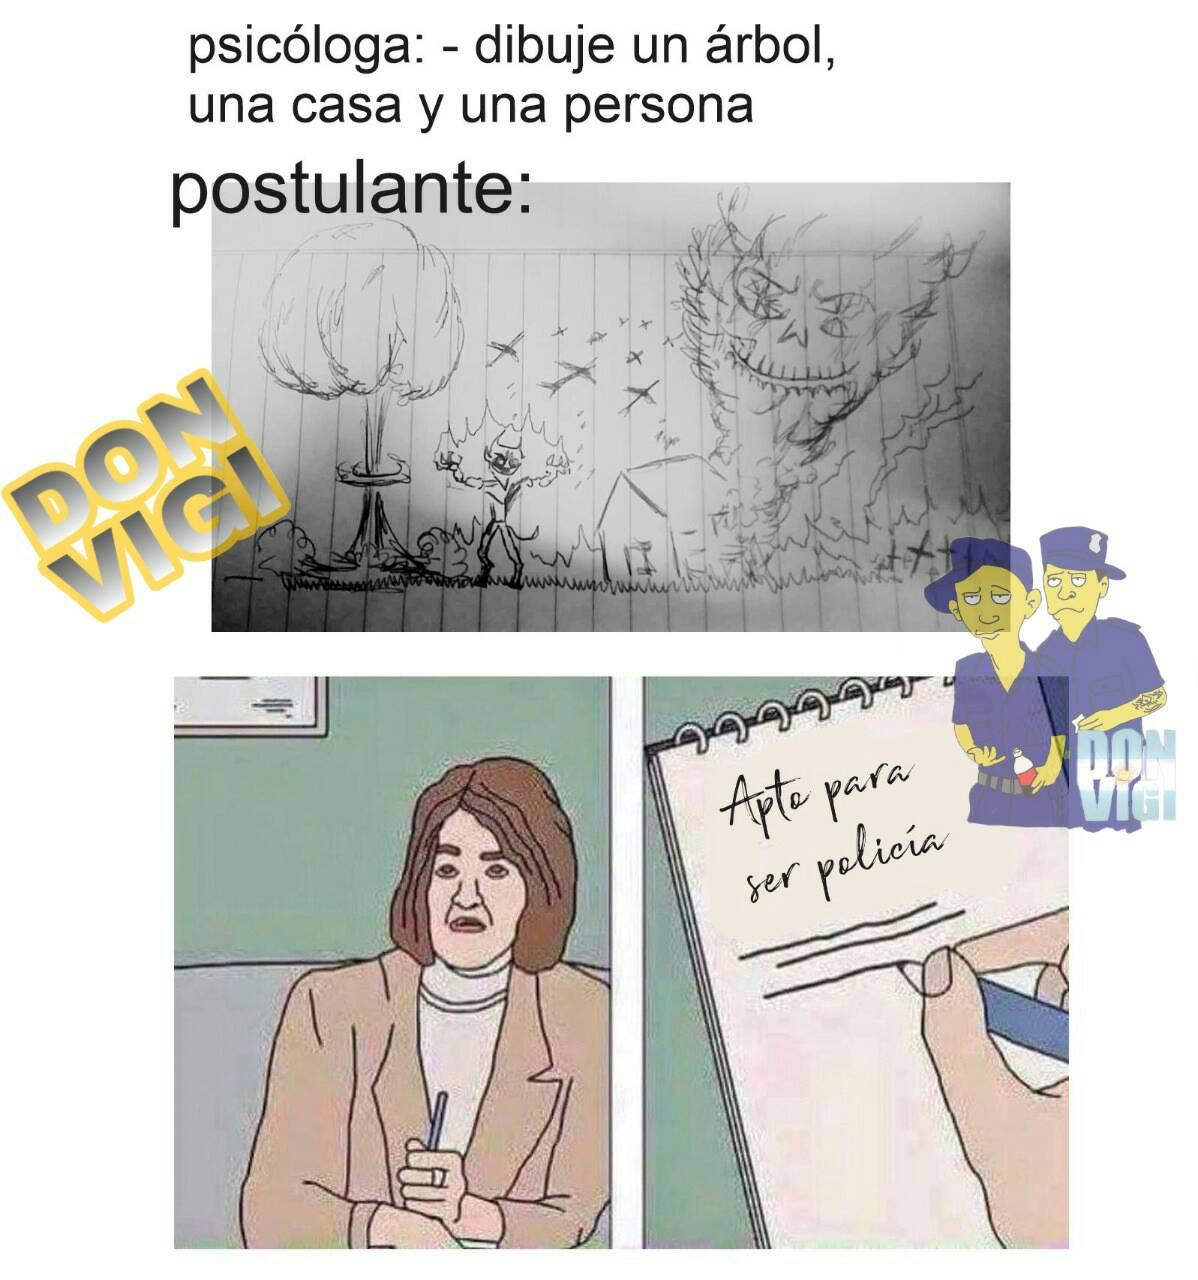 psicóloga: - dibuje un árbol,
una casa y una persona
postulante:
DON
VIGI
DON
VIGI
Apto para
ser policía